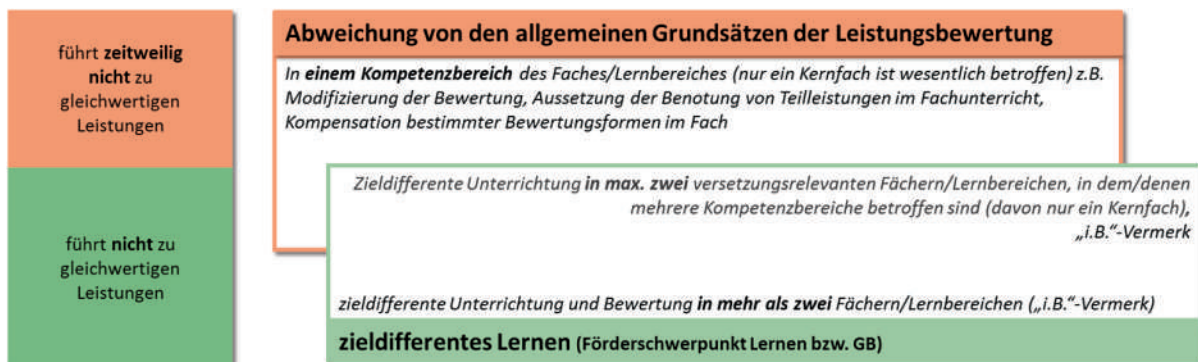 führt zeitweilig
nicht zu
gleichwertigen
Leistungen
Abweichung von den allgemeinen Grundsätzen der Leistungsbewertung
In einem Kompetenzbereich des Faches/Lernbereiches (nur ein Kernfach ist wesentlich betroffen) z.B.
Modifizierung der Bewertung, Aussetzung der Benotung von Teilleistungen im Fachunterricht,
Kompensation bestimmter Bewertungsformen im Fach
führt nicht zu
gleichwertigen
Leistungen
Zieldifferente Unterrichtung in max. zwei versetzungsrelevanten Fächern/Lernbereichen, in dem/denen
mehrere Kompetenzbereiche betroffen sind (davon nur ein Kernfach),
„i.B."-Vermerk
zieldifferente Unterrichtung und Bewertung in mehr als zwei Fächern/Lernbereichen („i.B."-Vermerk)
zieldifferentes Lernen (Förderschwerpunkt Lernen bzw. GB)